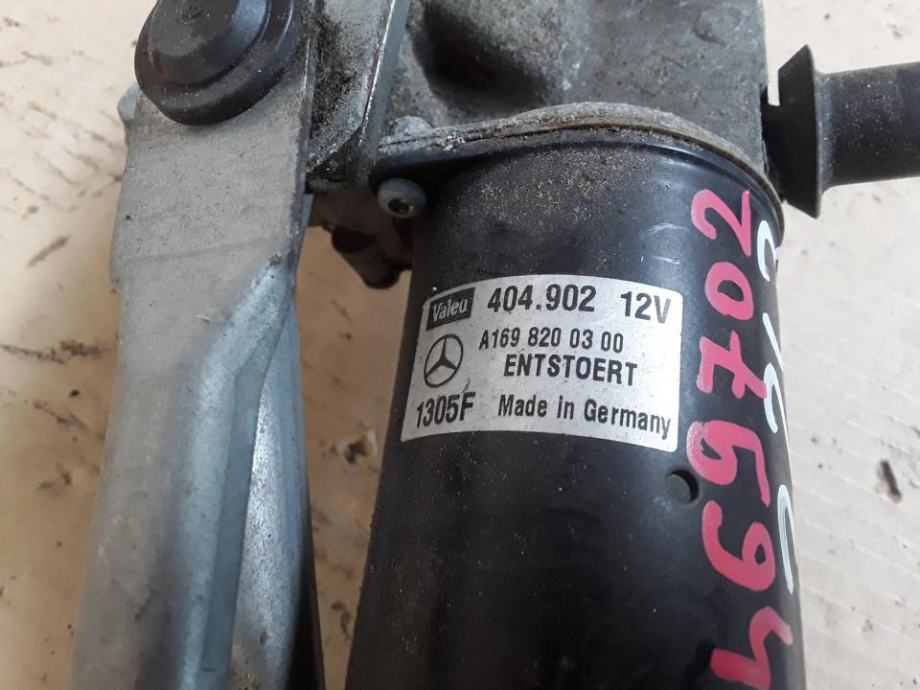 Valeo 404.902 12V
A169 820 03 00
ENTSTOERT
1305F Made in Germany
469702